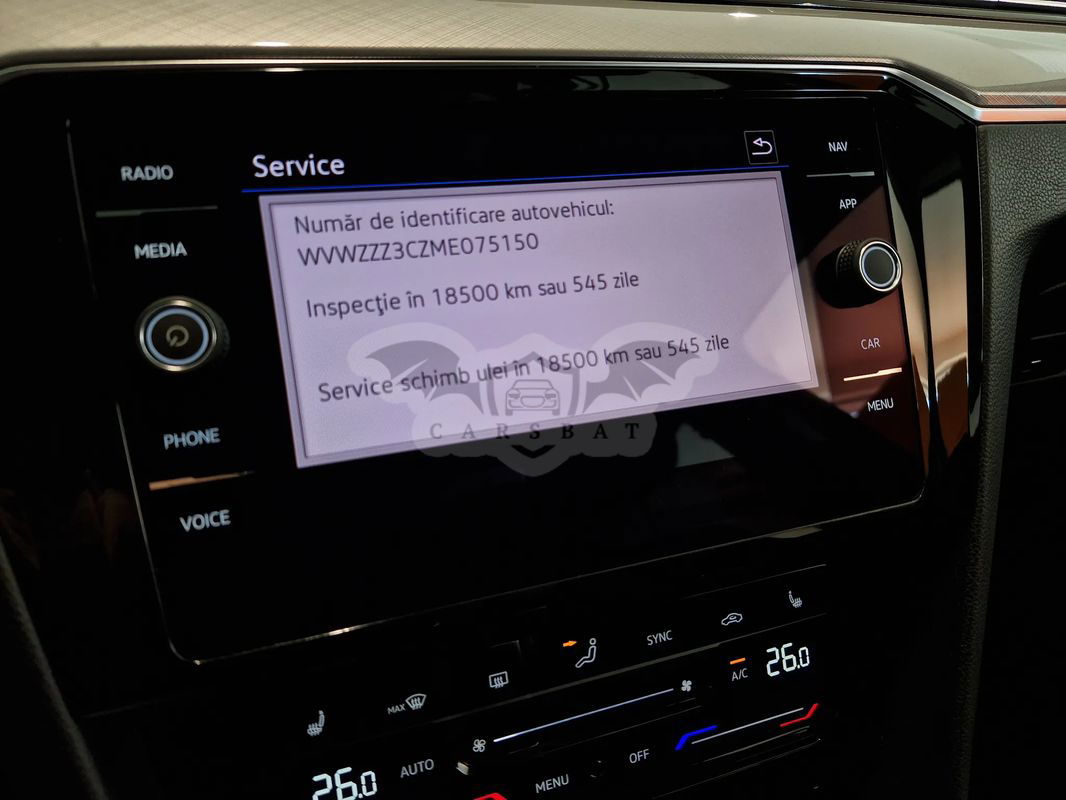 RADIO
MEDIA
PHONE
VOICE
Service
Număr de identificare autovehicul:
WVWZZZ3CZME075150
Inspecţie în 18500 km sau 545 zile
Service schimb ulei în 18500 km sau 545 zile
CARSBAT
NAV
APP
CAR
MENU
MAX
SYNC
A/C
26.0
26.0
AUTO
MENU
OFF